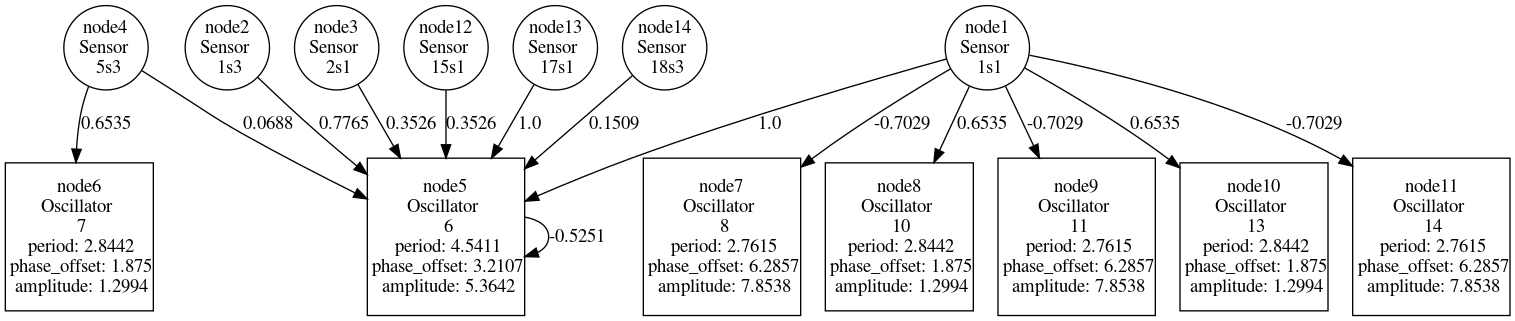 node4
Sensor
5s3
node2
Sensor
1s3
node3
Sensor
2s1
node12
Sensor
15s1
node13
Sensor
17s1
node14
Sensor
18s3
node1
Sensor
1s1
0.6535
0.0688
0.7765
0.3526
0.3526
1.0
0.1509
1.0
-0.7029
0.6535
-0.7029
0.6535
-0.7029
node6
Oscillator
7
period: 2.8442
phase_offset: 1.875
amplitude: 1.2994
node5
Oscillator
6
period: 4.5411
phase_offset: 3.2107
amplitude: 5.3642
-0.5251
node7
Oscillator
8
period: 2.7615
phase_offset: 6.2857
amplitude: 7.8538
node8
Oscillator
10
period: 2.8442
phase_offset: 1.875
amplitude: 1.2994
node9
Oscillator
11
period: 2.7615
phase_offset: 6.2857
amplitude: 7.8538
node10
Oscillator
13
period: 2.8442
phase_offset: 1.875
amplitude: 1.2994
node11
Oscillator
14
period: 2.7615
phase_offset: 6.2857
amplitude: 7.8538